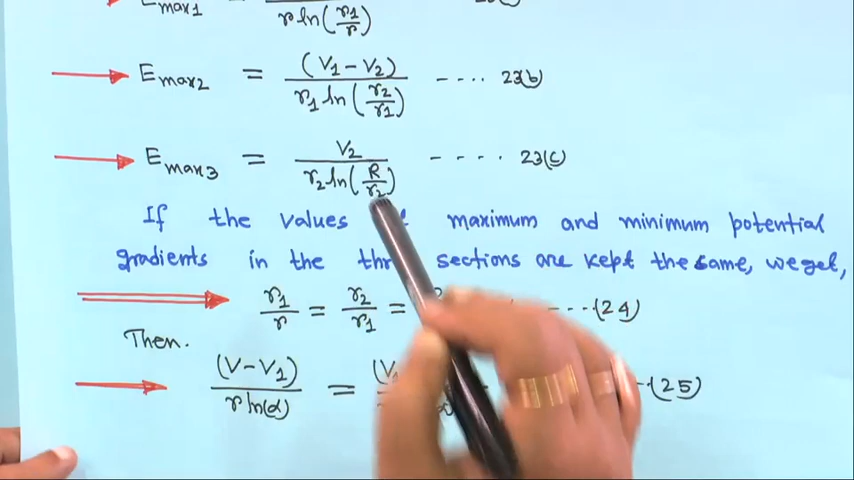 Emax1 = r ln(r1/r)
Emax2 = (V1 - V2) / r1 ln(r2/r1) ---- 23(b)
Emax3 = V2 / r2 ln(R/r2) ---- 23(c)
If the values maximum and minimum potential
gradients in the sections are kept the same, we get,
r1/r = r2/r1 = ---(24)
Then.
(V-V1) / r ln(α) = -(25)